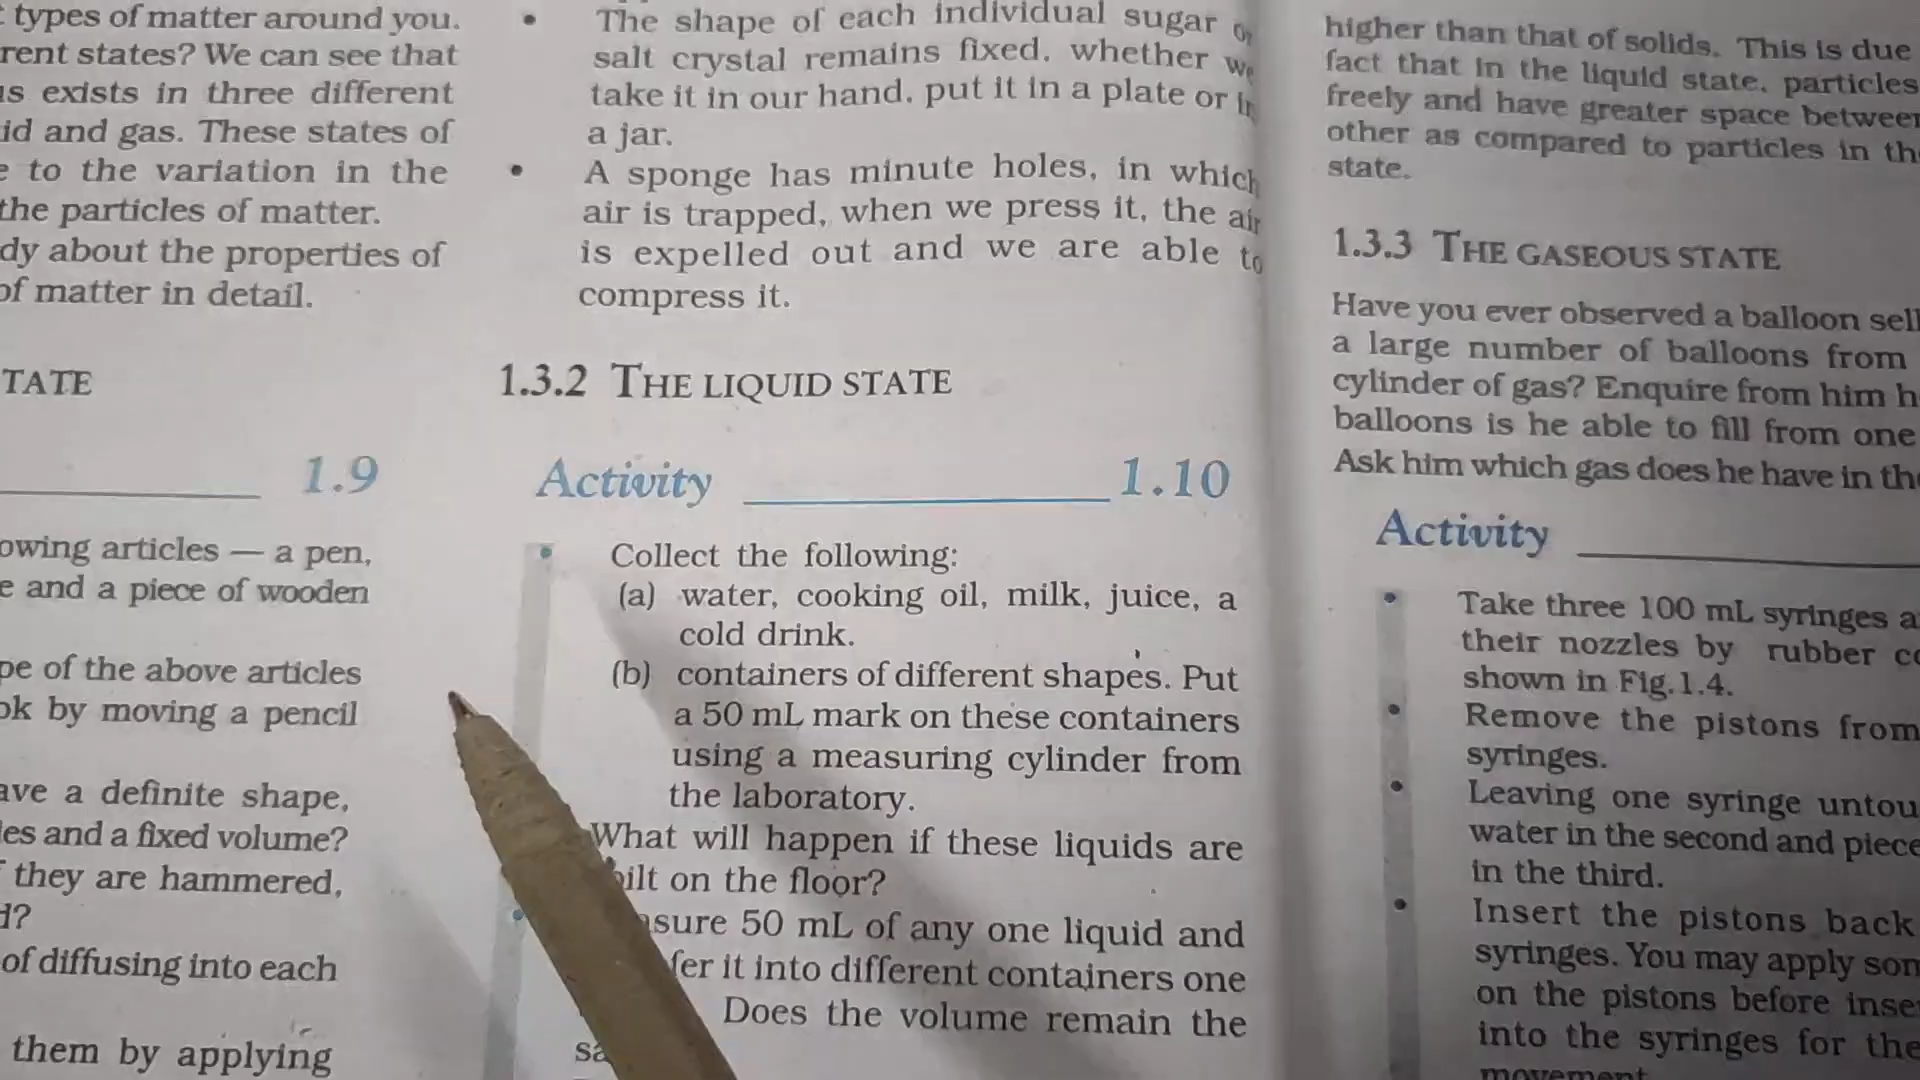 types of matter around you.
rent states? We can see that
exists in three different
id and gas. These states of
to the variation in the
the particles of matter.
dy about the properties of
of matter in detail.
TATE
1.9
owing articles — a pen,
and a piece of wooden
pe of the above articles
ok by moving a pencil
ave a definite shape,
les and a fixed volume?
they are hammered,
d?
of diffusing into each
them by applying
• The shape of each individual sugar or
salt crystal remains fixed, whether we
take it in our hand, put it in a plate or in
a jar.
• A sponge has minute holes, in which
air is trapped, when we press it, the air
is expelled out and we are able to
compress it.
1.3.2 THE LIQUID STATE
Activity 1.10
• Collect the following:
(a) water, cooking oil, milk, juice, a
cold drink.
(b) containers of different shapes. Put
a 50 mL mark on these containers
using a measuring cylinder from
the laboratory.
What will happen if these liquids are
ilt on the floor?
• asure 50 mL of any one liquid and
fer it into different containers one
Does the volume remain the
sa
higher than that of solids. This is due
fact that in the liquid state, particles
freely and have greater space between
other as compared to particles in the
state.
1.3.3 THE GASEOUS STATE
Have you ever observed a balloon sell
a large number of balloons from
cylinder of gas? Enquire from him h
balloons is he able to fill from one
Ask him which gas does he have in the
Activity
• Take three 100 mL syringes a
their nozzles by rubber co
shown in Fig.1.4.
• Remove the pistons from
syringes.
• Leaving one syringe untou
water in the second and piece
in the third.
• Insert the pistons back
syringes. You may apply som
on the pistons before inse
into the syringes for the
movement